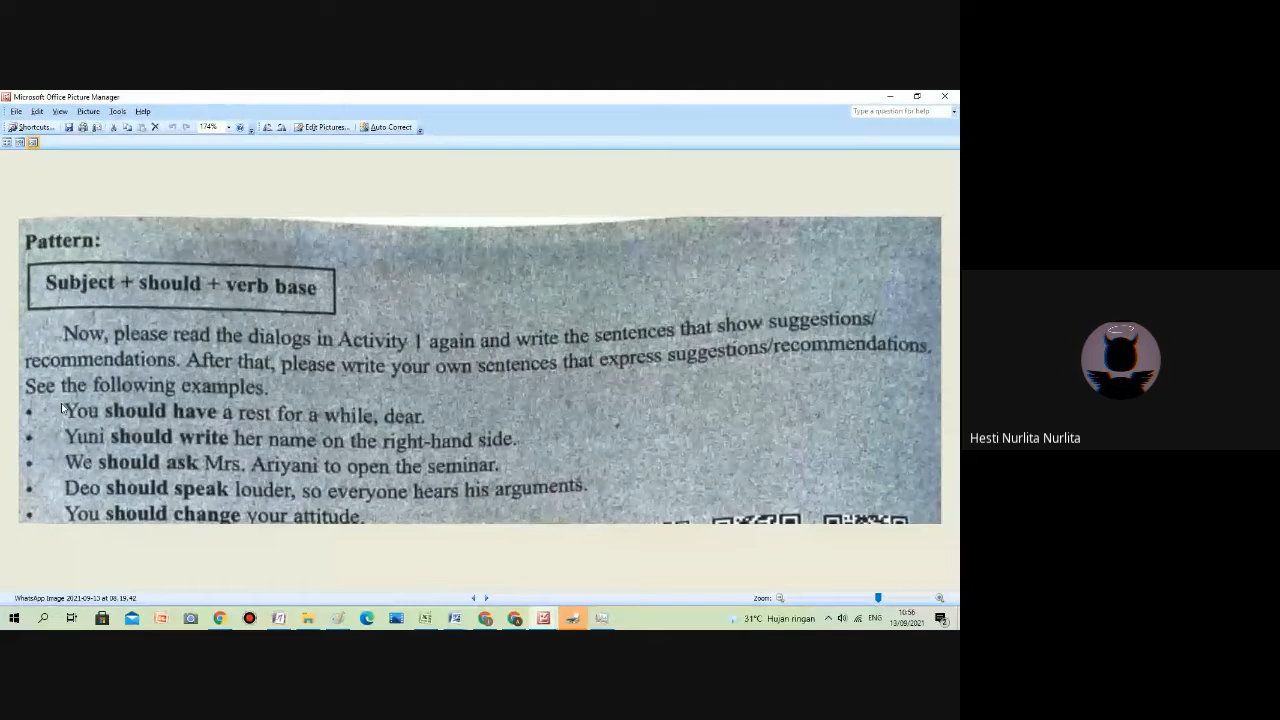 Microsoft Office Picture Manager
File Edit View Picture Tools Help
Type a question for help
Shortcuts...
174%
Edit Pictures...
Auto Correct
Pattern:
Subject + should + verb base
Now, please read the dialogs in Activity 1 again and write the sentences that show suggestions/
recommendations. After that, please write your own sentences that express suggestions/recommendations.
See the following examples.
• You should have a rest for a while, dear.
• Yuni should write her name on the right-hand side.
• We should ask Mrs. Ariyani to open the seminar.
• Deo should speak louder, so everyone hears his arguments.
• You should change your attitude.
Hesti Nurlita Nurlita
WhatsApp Image 2021-09-13 at 08.19.42
Zoom:
31°C Hujan ringan
ENG
10:56
13/09/2021
2